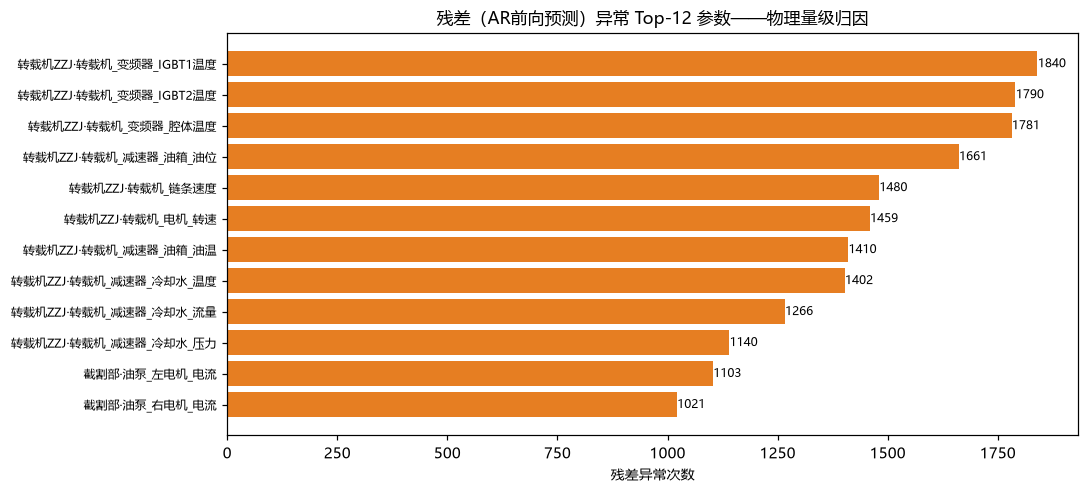 残差（AR前向预测）异常 Top-12 参数——物理量级归因
转载机ZZJ·转载机_变频器_IGBT1温度 1840
转载机ZZJ·转载机_变频器_IGBT2温度 1790
转载机ZZJ·转载机_变频器_腔体温度 1781
转载机ZZJ·转载机_减速器_油箱_油位 1661
转载机ZZJ·转载机_链条速度 1480
转载机ZZJ·转载机_电机_转速 1459
转载机ZZJ·转载机_减速器_油箱_油温 1410
转载机ZZJ·转载机_减速器_冷却水_温度 1402
转载机ZZJ·转载机_减速器_冷却水_流量 1266
转载机ZZJ·转载机_减速器_冷却水_压力 1140
截割部·油泵_左电机_电流 1103
截割部·油泵_右电机_电流 1021
0 250 500 750 1000 1250 1500 1750
残差异常次数